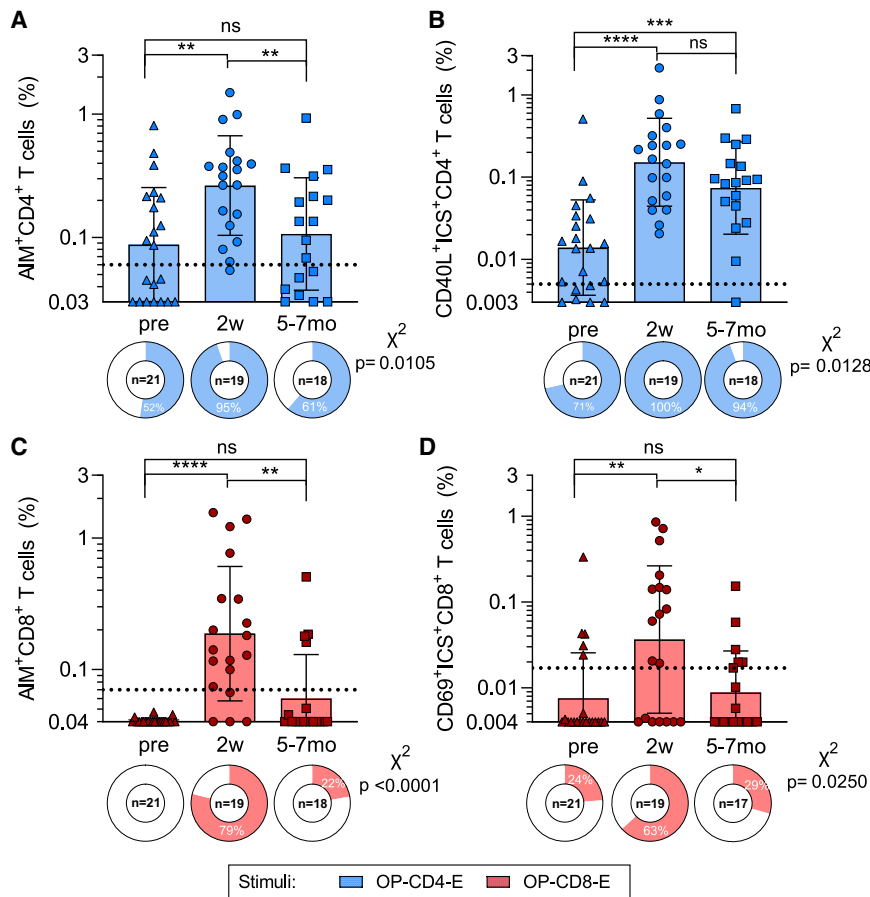 A
ns
** **
AIM⁺CD4⁺ T cells (%)
3
1
0.1
0.03
pre 2w 5-7mo
n=21 n=19 n=18
52% 95% 61%
χ²
p= 0.0105
B
***
**** ns
CD40L⁺ICS⁺CD4⁺ T cells (%)
3
1
0.1
0.01
0.003
pre 2w 5-7mo
n=21 n=19 n=18
71% 100% 94%
χ²
p= 0.0128
C
ns
**** **
AIM⁺CD8⁺ T cells (%)
3
1
0.1
0.04
pre 2w 5-7mo
n=21 n=19 n=18
79% 22%
χ²
p <0.0001
D
ns
** *
CD69⁺ICS⁺CD8⁺ T cells (%)
3
1
0.1
0.01
0.004
pre 2w 5-7mo
n=21 n=19 n=17
24% 63% 29%
χ²
p= 0.0250
Stimuli: OP-CD4-E OP-CD8-E